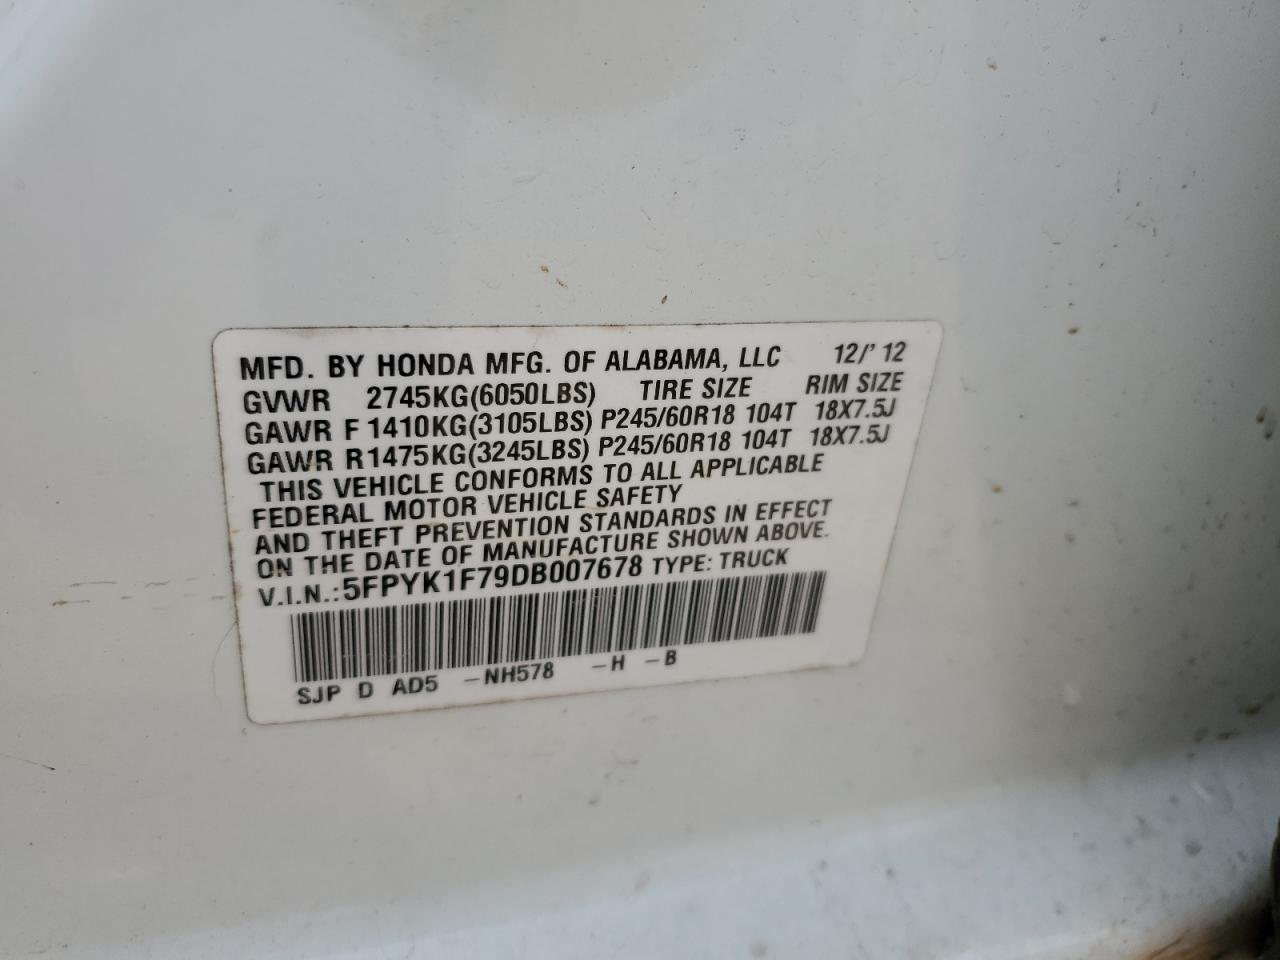 MFD. BY HONDA MFG. OF ALABAMA, LLC 12/' 12
GVWR 2745KG(6050LBS) TIRE SIZE RIM SIZE
GAWR F 1410KG(3105LBS) P245/60R18 104T 18X7.5J
GAWR R1475KG(3245LBS) P245/60R18 104T 18X7.5J
THIS VEHICLE CONFORMS TO ALL APPLICABLE
FEDERAL MOTOR VEHICLE SAFETY
AND THEFT PREVENTION STANDARDS IN EFFECT
ON THE DATE OF MANUFACTURE SHOWN ABOVE.
V.I.N.:5FPYK1F79DB007678 TYPE: TRUCK
SJP D AD5 -NH578 -H -B